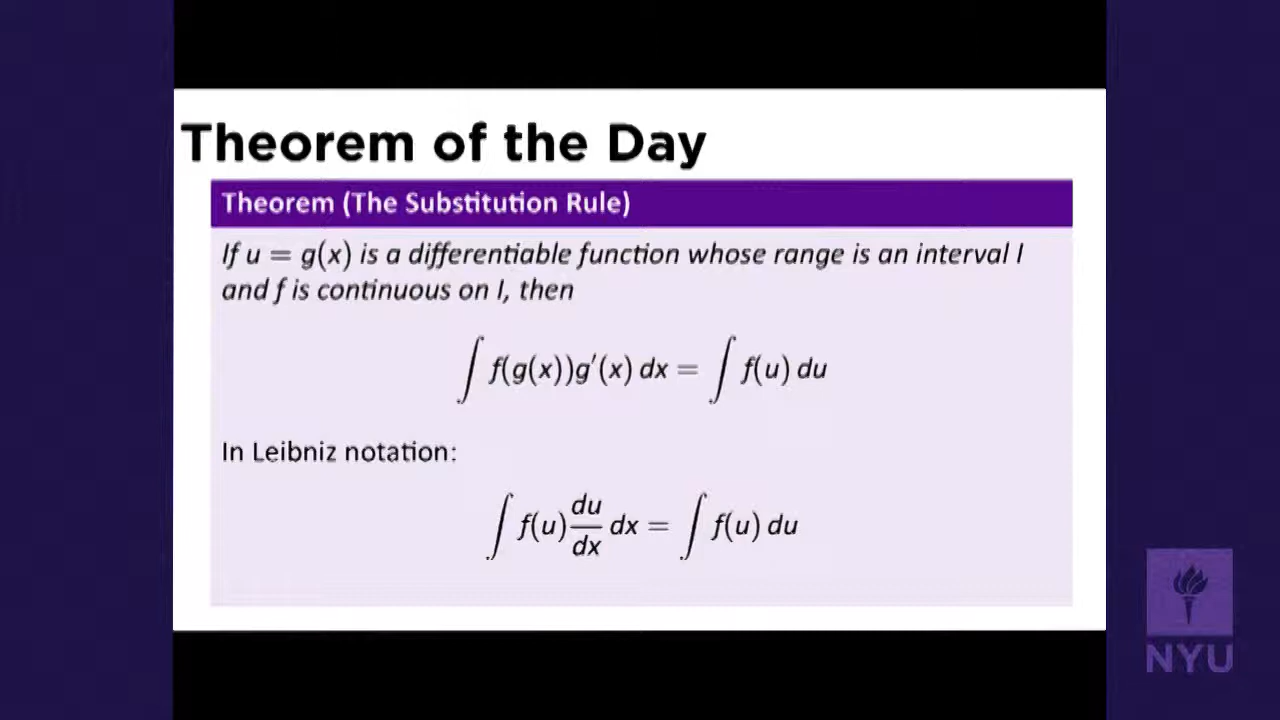 Theorem of the Day
Theorem (The Substitution Rule)
If u = g(x) is a differentiable function whose range is an interval I
and f is continuous on I, then
∫ f(g(x))g′(x) dx = ∫ f(u) du
In Leibniz notation:
∫ f(u) du/dx dx = ∫ f(u) du
NYU